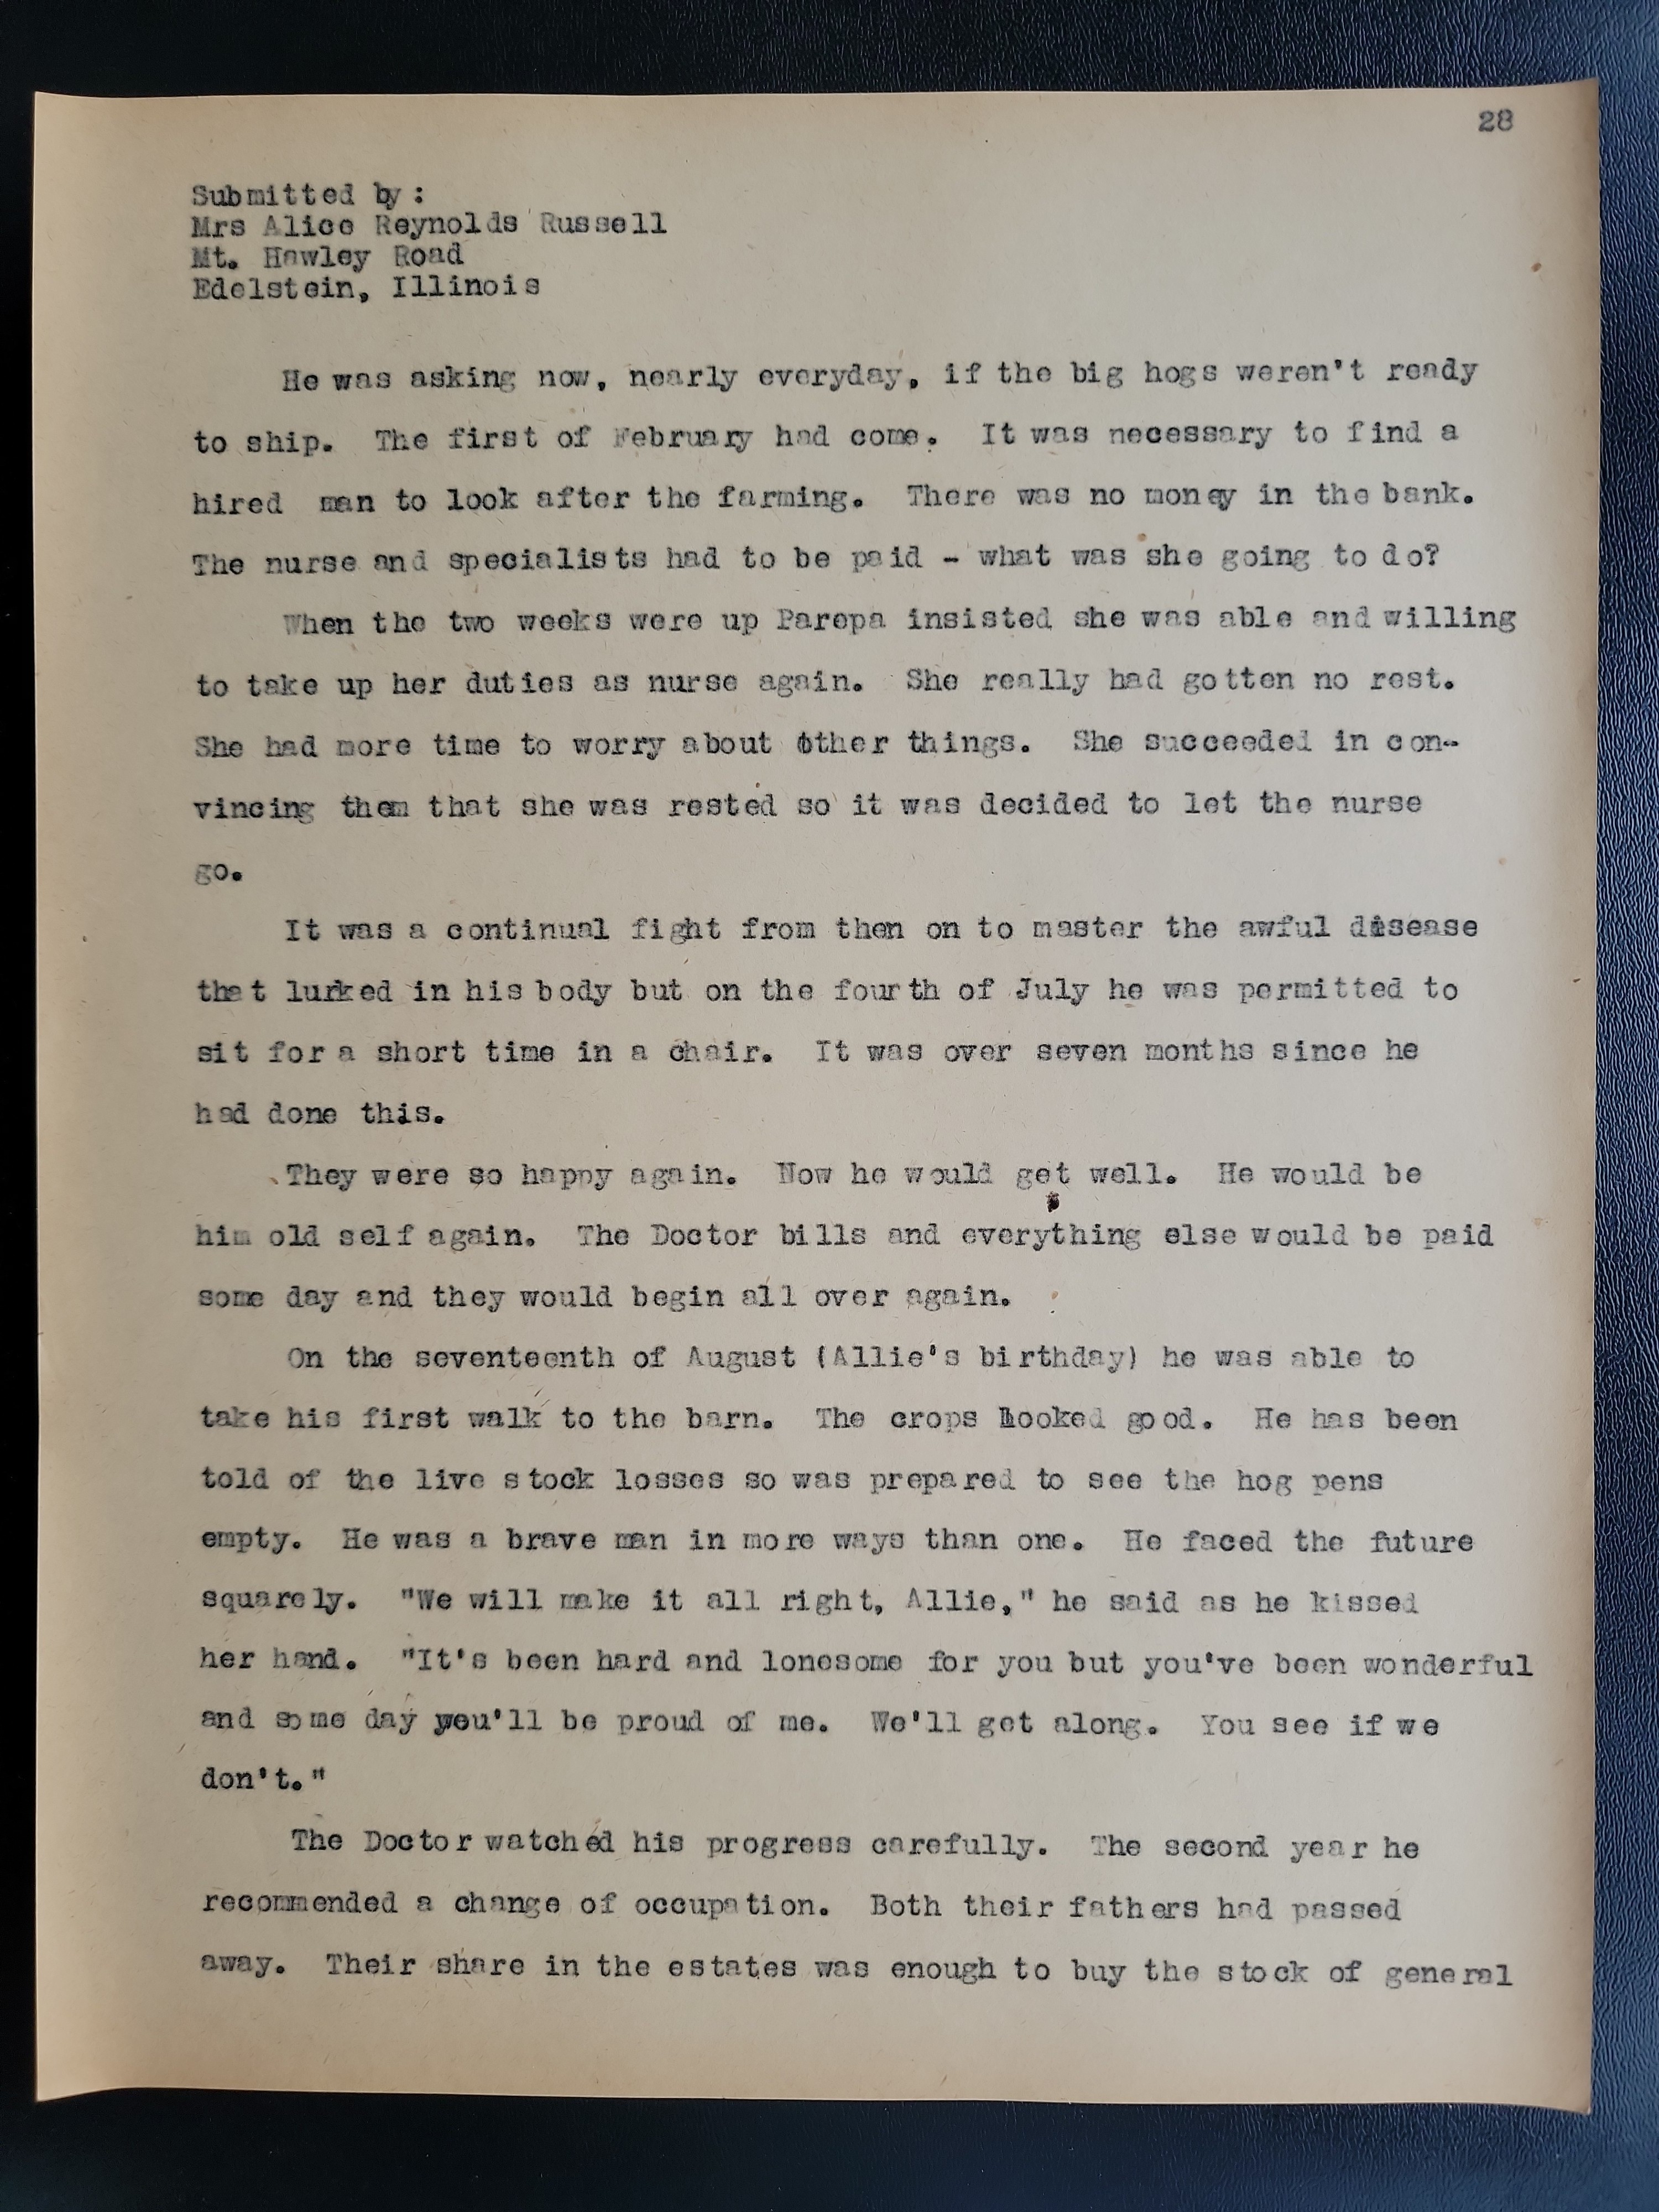 28
Submitted by:
Mrs Alice Reynolds Russell
Mt. Hawley Road
Edelstein, Illinois
He was asking now, nearly everyday, if the big hogs weren't ready
to ship. The first of February had come. It was necessary to find a
hired man to look after the farming. There was no money in the bank.
The nurse and specialists had to be paid - what was she going to do?
When the two weeks were up Parepa insisted she was able and willing
to take up her duties as nurse again. She really had gotten no rest.
She had more time to worry about other things. She succeeded in con-
vincing them that she was rested so it was decided to let the nurse
go.
It was a continual fight from then on to master the awful disease
that lurked in his body but on the fourth of July he was permitted to
sit for a short time in a chair. It was over seven months since he
had done this.
They were so happy again. Now he would get well. He would be
him old self again. The Doctor bills and everything else would be paid
some day and they would begin all over again.
On the seventeenth of August (Allie's birthday) he was able to
take his first walk to the barn. The crops looked good. He has been
told of the live stock losses so was prepared to see the hog pens
empty. He was a brave man in more ways than one. He faced the future
squarely. "We will make it all right, Allie," he said as he kissed
her hand. "It's been hard and lonesome for you but you've been wonderful
and some day you'll be proud of me. We'll get along. You see if we
don't."
The Doctor watched his progress carefully. The second year he
recommended a change of occupation. Both their fathers had passed
away. Their share in the estates was enough to buy the stock of general